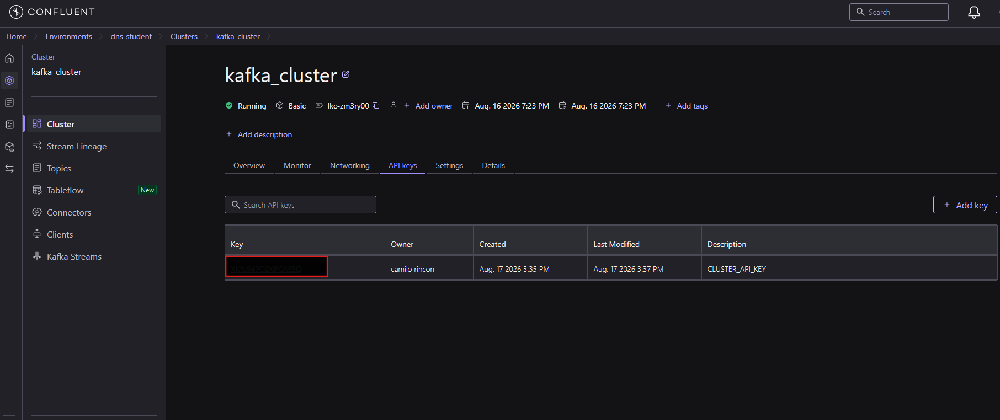 CONFLUENT
Search
Home
Environments
dns-student
Clusters
kafka_cluster
Cluster
kafka_cluster
Cluster
Stream Lineage
Topics
Tableflow
New
Connectors
Clients
Kafka Streams
kafka_cluster
Running
Basic
lkc-zm3ry00
+ Add owner
Aug. 16 2026 7:23 PM
Aug. 16 2026 7:23 PM
+ Add tags
+ Add description
Overview
Monitor
Networking
API keys
Settings
Details
Search API keys
+ Add key
Key
Owner
Created
Last Modified
Description
camilo rincon
Aug. 17 2026 3:35 PM
Aug. 17 2026 3:37 PM
CLUSTER_API_KEY